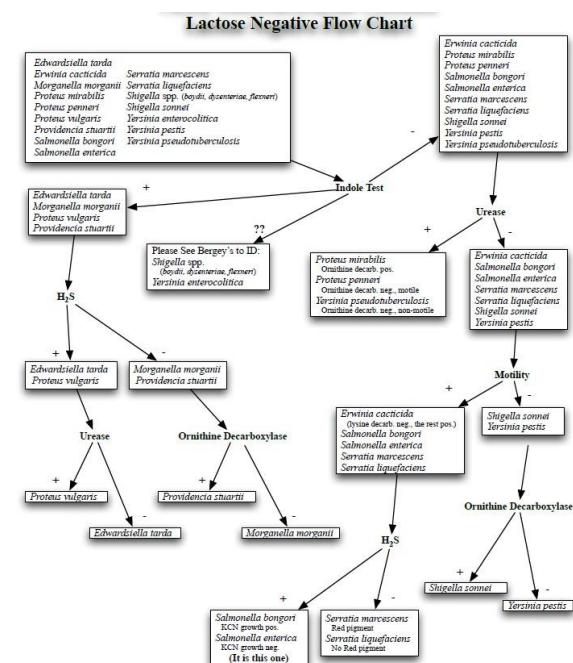 Lactose Negative Flow Chart
Edwardsiella tarda
Erwinia cacticida Serratia marcescens
Morganella morganii Serratia liquefaciens
Proteus mirabilis Shigella spp. (boydii, dysenteriae, flexneri)
Proteus penneri Shigella sonnei
Proteus vulgaris Yersinia enterocolitica
Providencia stuartii Yersinia pestis
Salmonella bongori Yersinia pseudotuberculosis
Salmonella enterica
Erwinia cacticida
Proteus mirabilis
Proteus penneri
Salmonella bongori
Salmonella enterica
Serratia marcescens
Serratia liquefaciens
Shigella sonnei
Yersinia pestis
Yersinia pseudotuberculosis
-
Indole Test
+
??
Edwardsiella tarda
Morganella morganii
Proteus vulgaris
Providencia stuartii
Please See Bergey's to ID:
Shigella spp.
(boydii, dysenteriae, flexneri)
Yersinia enterocolitica
Urease
+
-
Proteus mirabilis
Ornithine decarb. pos.
Proteus penneri
Ornithine decarb. neg., motile
Yersinia pseudotuberculosis
Ornithine decarb. neg., non-motile
Erwinia cacticida
Salmonella bongori
Salmonella enterica
Serratia marcescens
Serratia liquefaciens
Shigella sonnei
Yersinia pestis
H2S
+
-
Edwardsiella tarda
Proteus vulgaris
Morganella morganii
Providencia stuartii
Motility
+
-
Erwinia cacticida
(lysine decarb. neg., the rest pos.)
Salmonella bongori
Salmonella enterica
Serratia marcescens
Serratia liquefaciens
Shigella sonnei
Yersinia pestis
Urease
+
-
Proteus vulgaris
Edwardsiella tarda
Ornithine Decarboxylase
+
-
Providencia stuartii
Morganella morganii
Ornithine Decarboxylase
+
-
Shigella sonnei
Yersinia pestis
H2S
+
-
Salmonella bongori
KCN growth pos.
Salmonella enterica
KCN growth neg.
(It is this one)
Serratia marcescens
Red pigment
Serratia liquefaciens
No Red pigment